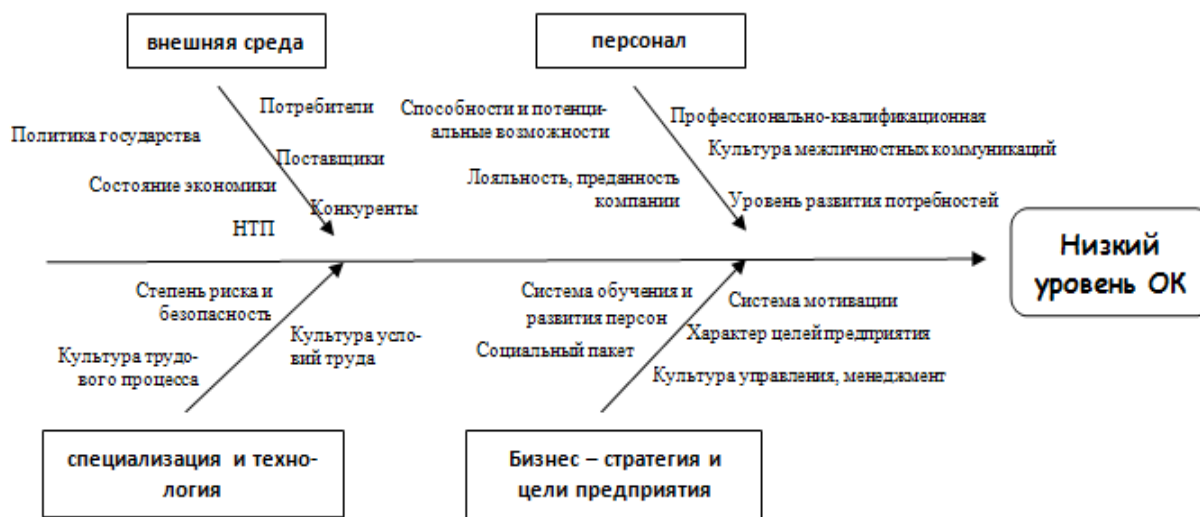 внешняя среда
персонал
Потребители
Политика государства
Поставщики
Состояние экономики
Конкуренты
НТП
Способности и потенци-
альные возможности
Профессионально-квалификационная
Культура межличностных коммуникаций
Лояльность, преданность
компании
Уровень развития потребностей
Низкий
уровень ОК
Степень риска и
безопасность
Культура усло-
вий труда
Культура трудо-
вого процесса
Система обучения и
развития персон
Система мотивации
Характер целей предприятия
Социальный пакет
Культура управления, менеджмент
специализация и техно-
логия
Бизнес – стратегия и
цели предприятия